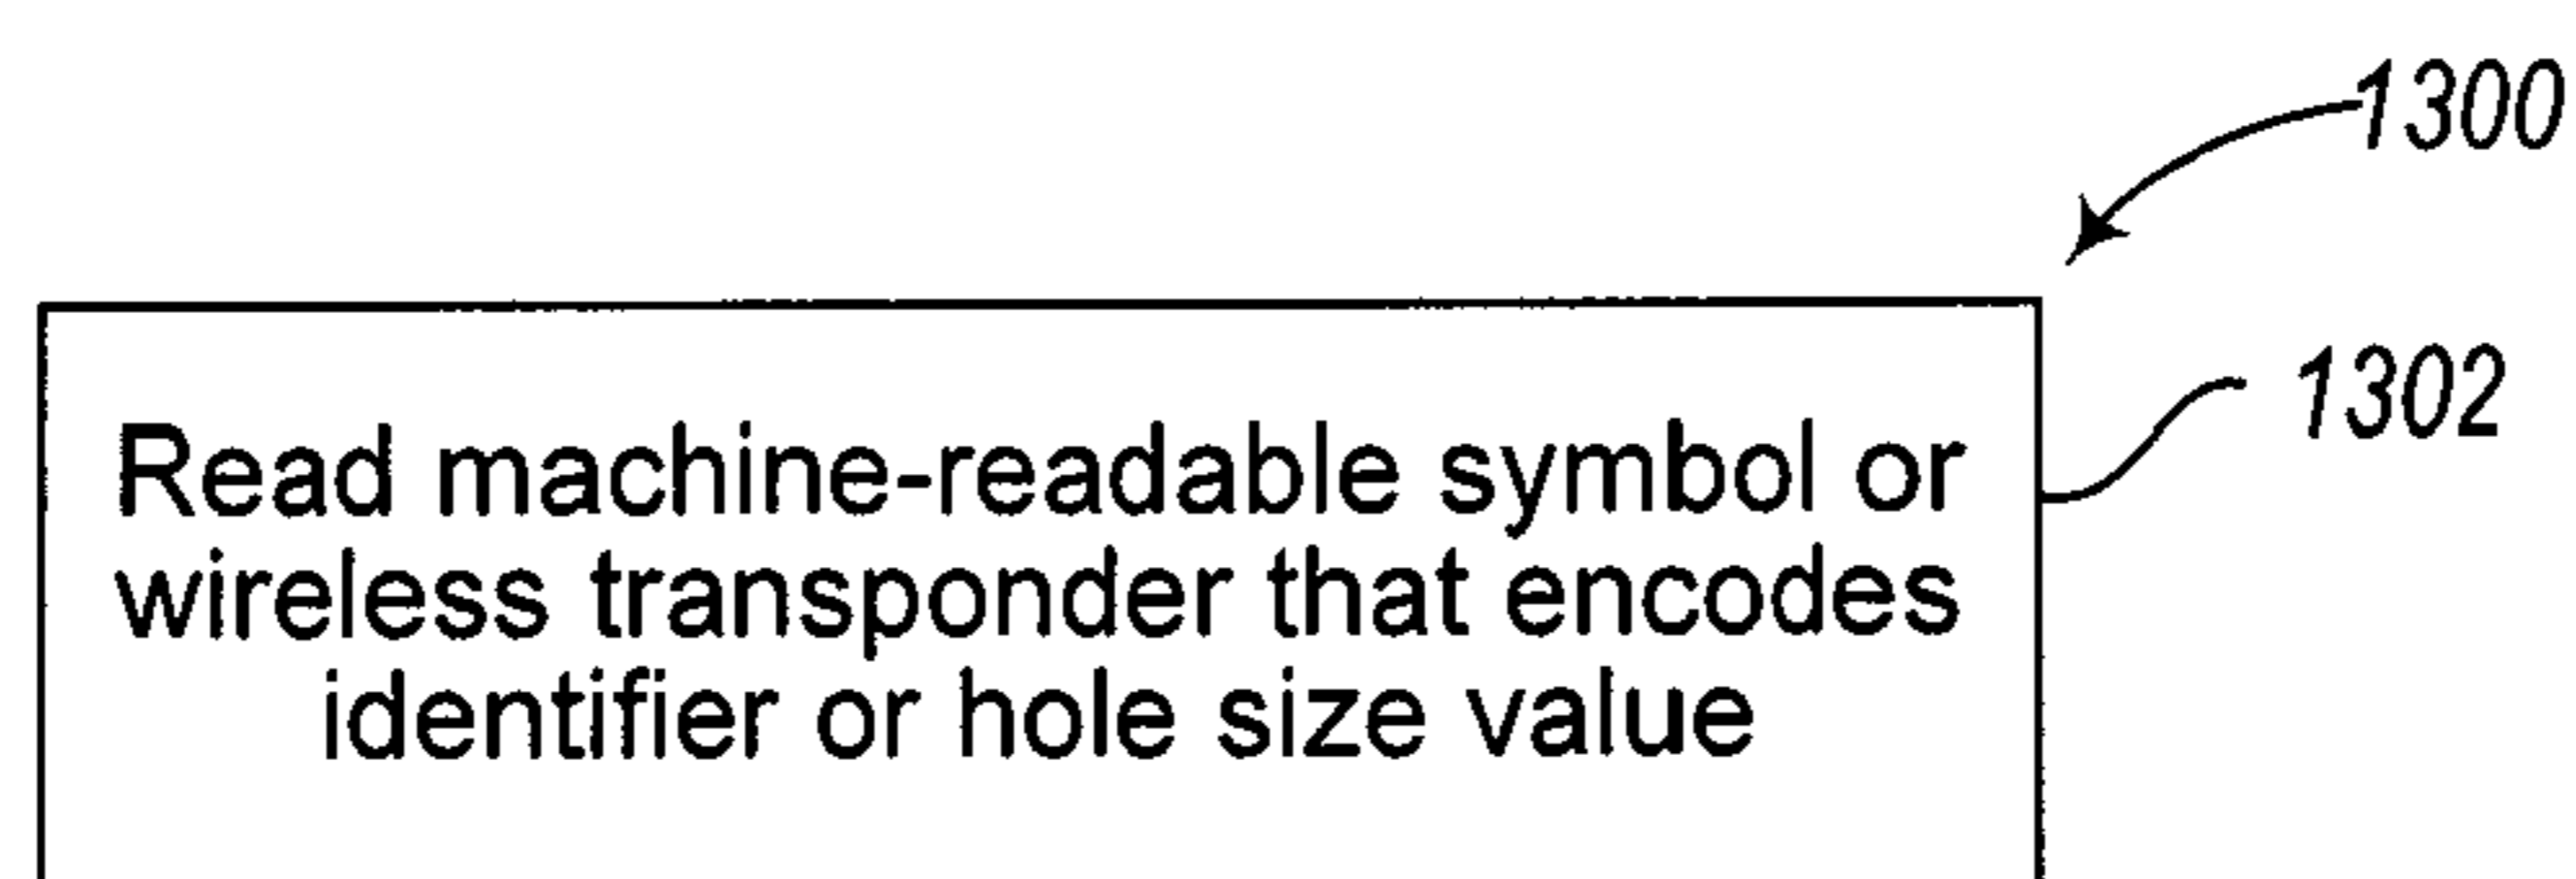 1300
1302
Read machine-readable symbol or
wireless transponder that encodes
identifier or hole size value